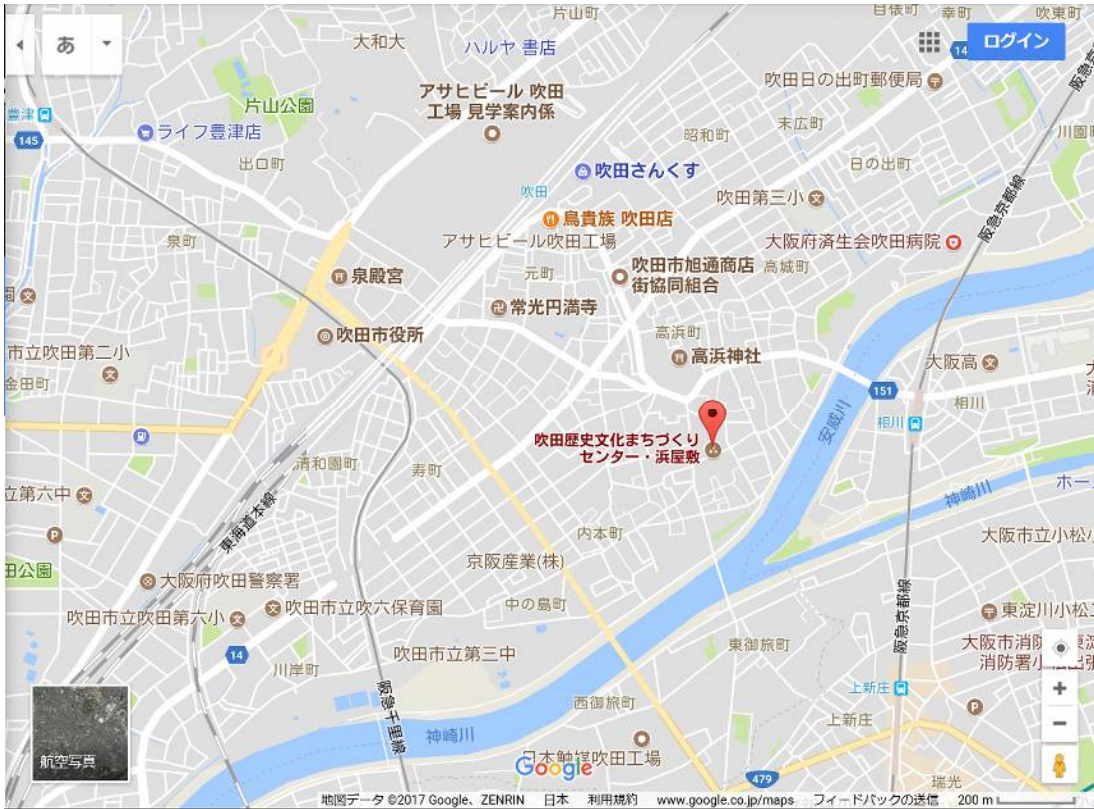 片山町
目俵町
幸町
吹東町
あ
大和大
ハルヤ 書店
14
ログイン
阪急京
アサヒビール 吹田
工場 見学案内係
吹田日の出町郵便局
片山公園
豊津
145
ライフ豊津店
末広町
昭和町
川園町
出口町
日の出町
吹田さんくす
吹田
吹田第三小
阪急京都線
鳥貴族 吹田店
泉町
アサヒビール吹田工場
大阪府済生会吹田病院
吹田市旭通商店
街協同組合
高城町
泉殿宮
元町
園
常光円満寺
吹田市役所
高浜町
市立吹田第二小
高浜神社
大阪高
金田町
151
相川
安威川
相川
吹田歴史文化まちづくり
センター・浜屋敷
清和園町
寿町
立第六中
神崎川
ホー
東海道本線
P
内本町
大阪市立小松小
京阪産業(株)
田公園
大阪府吹田警察署
阪急京都線
吹田市立吹六保育園
中の島町
吹田市立吹田第六小
東淀川小松二
東御旅町
大阪市消防
東淀
消防署小
出張
14
吹田市立第三中
川岸町
上新庄
阪急千里線
西御旅町
P
上新庄
神崎川
航空写真
日本触媒吹田工場
Google
479
瑞光
地図データ ©2017 Google、ZENRIN 日本 利用規約 www.google.co.jp/maps フィードバックの送信 200 m